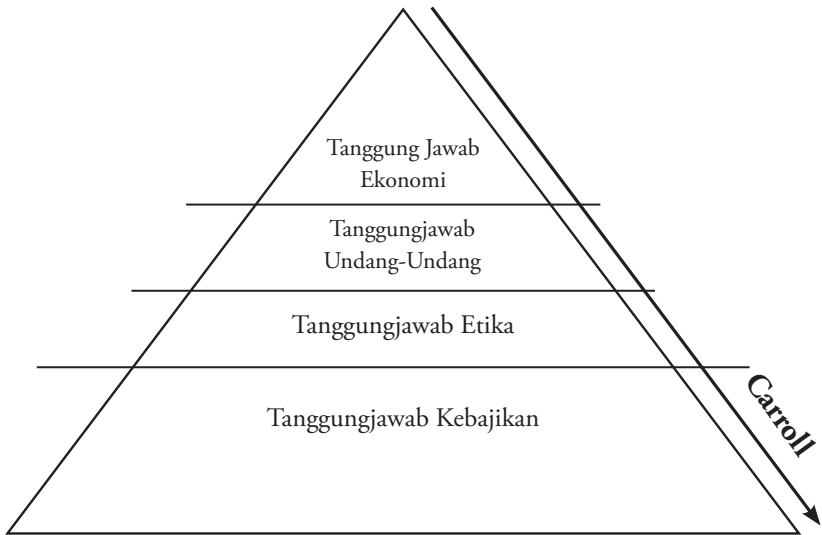 Tanggung Jawab
Ekonomi
Tanggungjawab
Undang-Undang
Tanggungjawab Etika
Tanggungjawab Kebajikan
Carroll